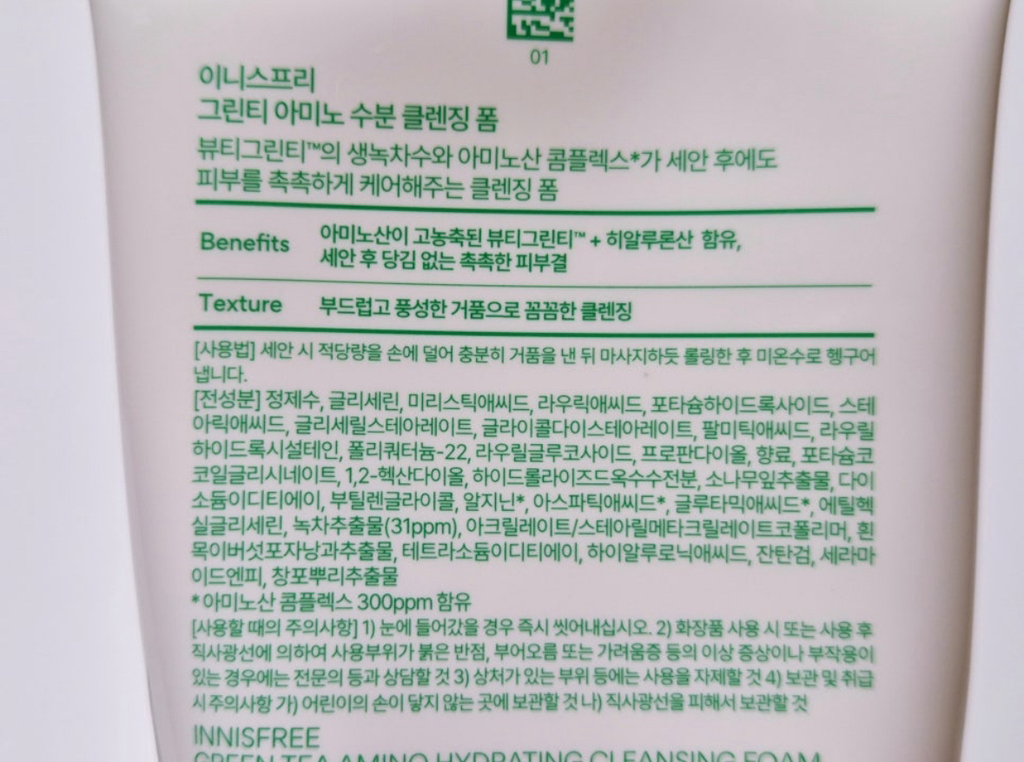 01
이니스프리
그린티 아미노 수분 클렌징 폼
뷰티그린티™의 생녹차수와 아미노산 콤플렉스*가 세안 후에도
피부를 촉촉하게 케어해주는 클렌징 폼
Benefits 아미노산이 고농축된 뷰티그린티™ + 히알루론산 함유,
세안 후 당김 없는 촉촉한 피부결
Texture 부드럽고 풍성한 거품으로 꼼꼼한 클렌징
[사용법] 세안 시 적당량을 손에 덜어 충분히 거품을 낸 뒤 마사지하듯 롤링한 후 미온수로 헹구어
냅니다.
[전성분] 정제수, 글리세린, 미리스틱애씨드, 라우릭애씨드, 포타슘하이드록사이드, 스테
아릭애씨드, 글리세릴스테아레이트, 글라이콜다이스테아레이트, 팔미틱애씨드, 라우릴
하이드록시설테인, 폴리쿼터늄-22, 라우릴글루코사이드, 프로판다이올, 향료, 포타슘코
코일글리시네이트, 1,2-헥산다이올, 하이드롤라이즈드옥수수전분, 소나무잎추출물, 다이
소듐이디티에이, 부틸렌글라이콜, 알지닌*, 아스파틱애씨드*, 글루타믹애씨드*, 에틸헥
실글리세린, 녹차추출물(31ppm), 아크릴레이트/스테아릴메타크릴레이트코폴리머, 흰
목이버섯포자낭과추출물, 테트라소듐이디티에이, 하이알루로닉애씨드, 잔탄검, 세라마
이드엔피, 창포뿌리추출물
*아미노산 콤플렉스 300ppm 함유
[사용할 때의 주의사항] 1) 눈에 들어갔을 경우 즉시 씻어내십시오. 2) 화장품 사용 시 또는 사용 후
직사광선에 의하여 사용부위가 붉은 반점, 부어오름 또는 가려움증 등의 이상 증상이나 부작용이
있는 경우에는 전문의 등과 상담할 것 3) 상처가 있는 부위 등에는 사용을 자제할 것 4) 보관 및 취급
시 주의사항 가) 어린이의 손이 닿지 않는 곳에 보관할 것 나) 직사광선을 피해서 보관할 것
INNISFREE
GREEN TEA AMINO HYDRATING CLEANSING FOAM